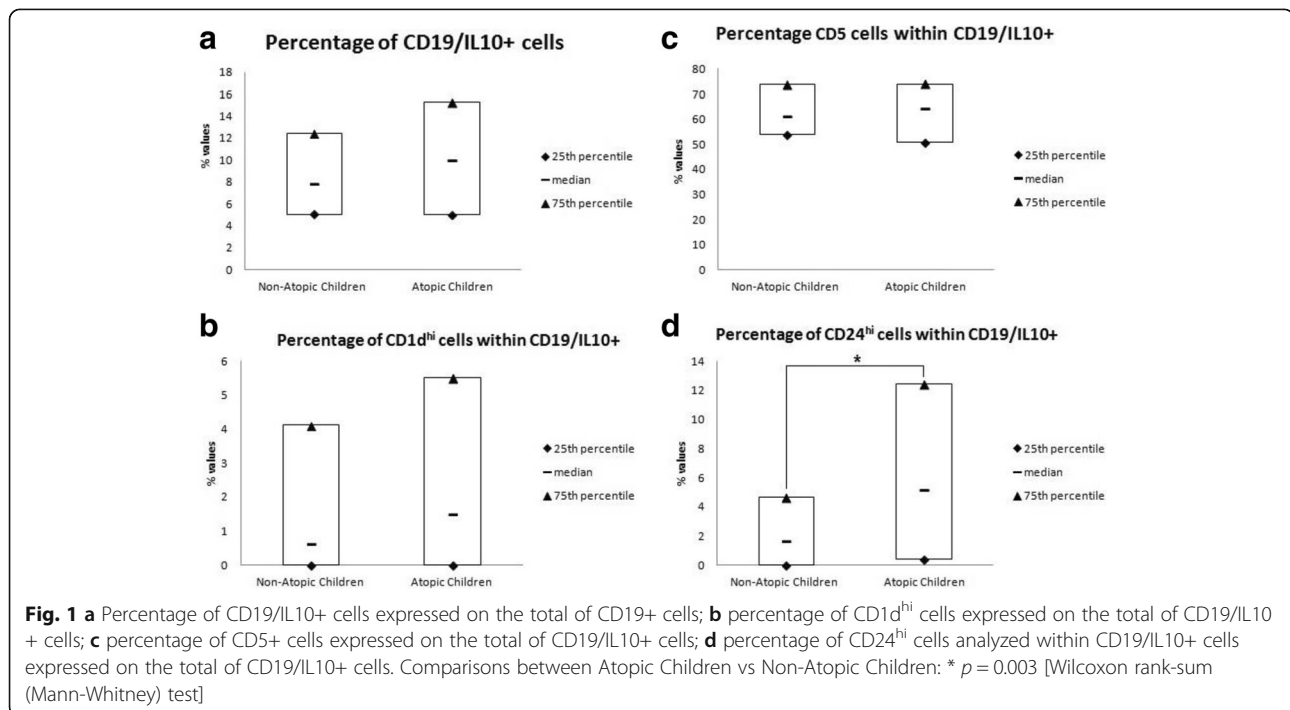 a
Percentage of CD19/IL10+ cells
18
16
14
12
10
8
6
4
2
0
% values
Non-Atopic Children
Atopic Children
25th percentile
median
75th percentile
c
Percentage CD5 cells within CD19/IL10+
80
70
60
50
40
30
20
10
0
% values
Non-Atopic Children
Atopic Children
25th percentile
median
75th percentile
b
Percentage of CD1d^hi cells within CD19/IL10+
6
5
4
3
2
1
0
% values
Non-Atopic Children
Atopic Children
25th percentile
median
75th percentile
d
Percentage of CD24^hi cells within CD19/IL10+
14
12
10
8
6
4
2
0
% values
*
Non-Atopic Children
Atopic Children
25th percentile
median
75th percentile
Fig. 1 a Percentage of CD19/IL10+ cells expressed on the total of CD19+ cells; b percentage of CD1d^hi cells expressed on the total of CD19/IL10
+ cells; c percentage of CD5+ cells expressed on the total of CD19/IL10+ cells; d percentage of CD24^hi cells analyzed within CD19/IL10+ cells
expressed on the total of CD19/IL10+ cells. Comparisons between Atopic Children vs Non-Atopic Children: * p = 0.003 [Wilcoxon rank-sum
(Mann-Whitney) test]